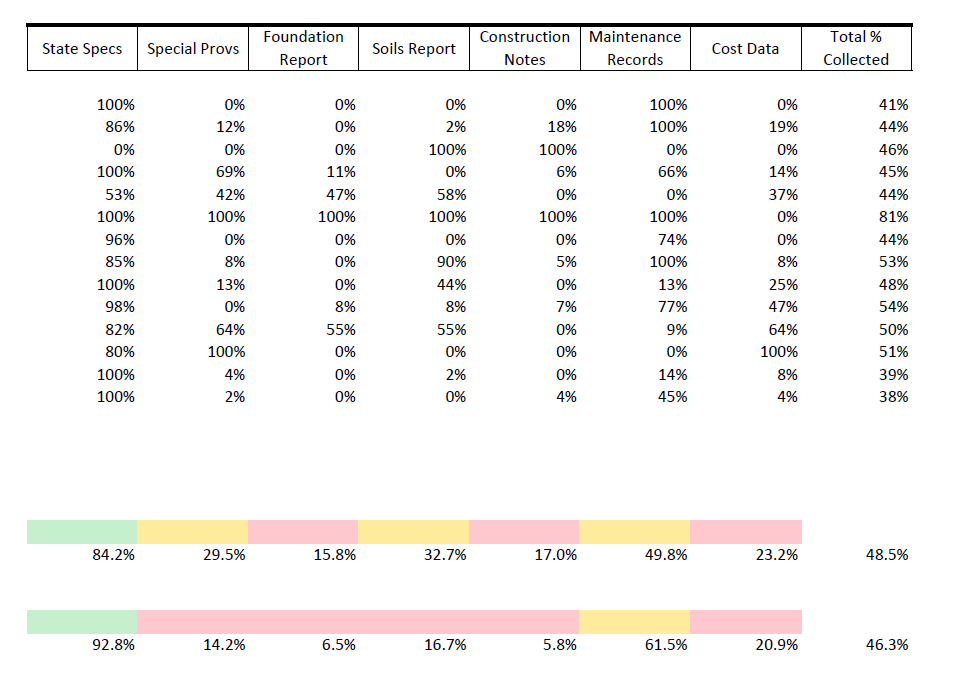 State Specs Special Provs Foundation Report Soils Report Construction Notes Maintenance Records Cost Data Total % Collected
100% 0% 0% 0% 0% 100% 0% 41%
86% 12% 0% 2% 18% 100% 19% 44%
0% 0% 0% 100% 100% 0% 0% 46%
100% 69% 11% 0% 6% 66% 14% 45%
53% 42% 47% 58% 0% 0% 37% 44%
100% 100% 100% 100% 100% 100% 0% 81%
96% 0% 0% 0% 0% 74% 0% 44%
85% 8% 0% 90% 5% 100% 8% 53%
100% 13% 0% 44% 0% 13% 25% 48%
98% 0% 8% 8% 7% 77% 47% 54%
82% 64% 55% 55% 0% 9% 64% 50%
80% 100% 0% 0% 0% 0% 100% 51%
100% 4% 0% 2% 0% 14% 8% 39%
100% 2% 0% 0% 4% 45% 4% 38%
84.2% 29.5% 15.8% 32.7% 17.0% 49.8% 23.2% 48.5%
92.8% 14.2% 6.5% 16.7% 5.8% 61.5% 20.9% 46.3%